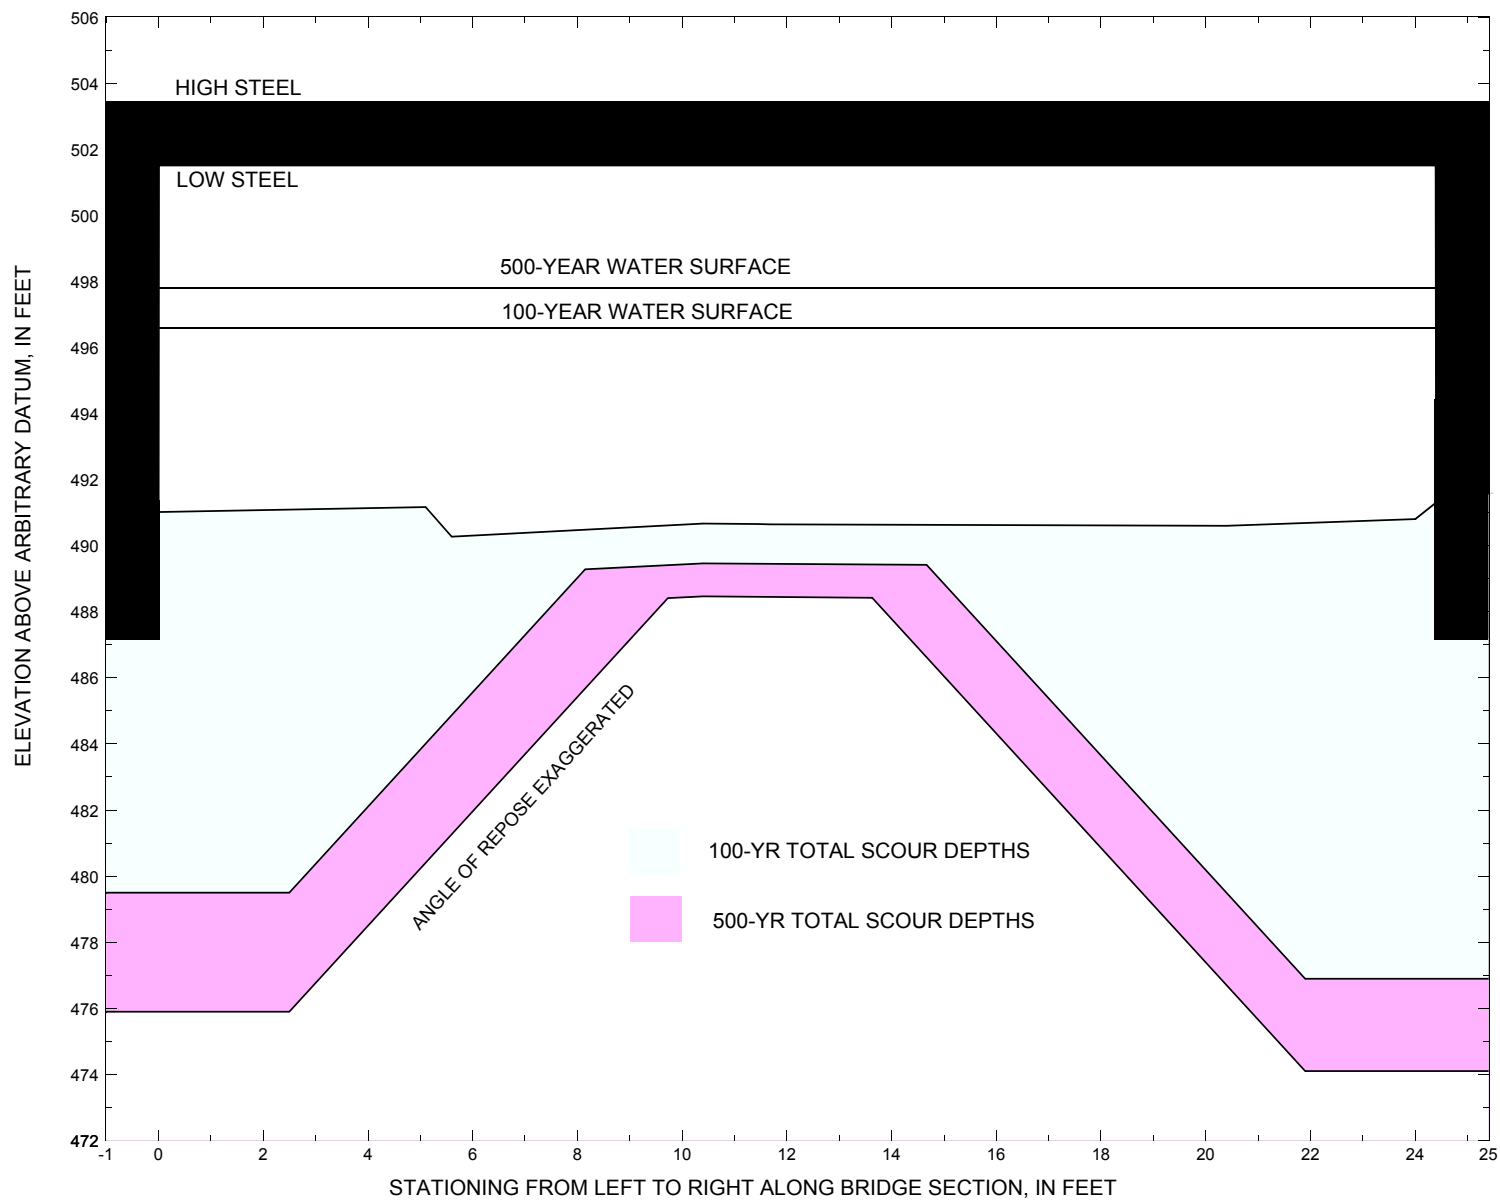 506
504
502
500
498
496
494
492
490
488
486
484
482
480
478
476
474
472
ELEVATION ABOVE ARBITRARY DATUM, IN FEET
HIGH STEEL
LOW STEEL
500-YEAR WATER SURFACE
100-YEAR WATER SURFACE
ANGLE OF REPOSE EXAGGERATED
100-YR TOTAL SCOUR DEPTHS
500-YR TOTAL SCOUR DEPTHS
-1 0 2 4 6 8 10 12 14 16 18 20 22 24 25
STATIONING FROM LEFT TO RIGHT ALONG BRIDGE SECTION, IN FEET